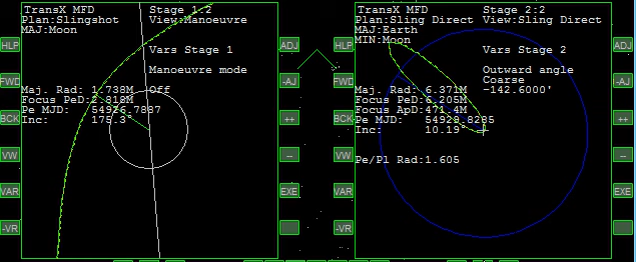 TransX MFD Stage 1
Plan:Slingshot View:Manoeuvre
MAJ:Moon
Vars Stage 1
Manoeuvre mode
Maj. Rad: 1.738M Off
Focus PeD:2.818M
Pe MJD: 54926.7887
Inc: 175.3°
HLP
FWD
BCK
VW
VAR
-VR
ADJ
-AJ
++
--
EXE
TransX MFD Stage 2:2
Plan:Sling Direct View:Sling Direct
MAJ:Earth
MIN:Moon
Vars Stage 2
Outward angle
Coarse
Maj. Rad: 6.371M -142.6000'
Focus PeD:6.205M
Focus ApD:471.4M
Pe MJD: 54929.8285
Inc: 10.19°
Pe/Pl Rad:1.605
HLP
FWD
BCK
VW
VAR
-VR
ADJ
-AJ
++
--
EXE